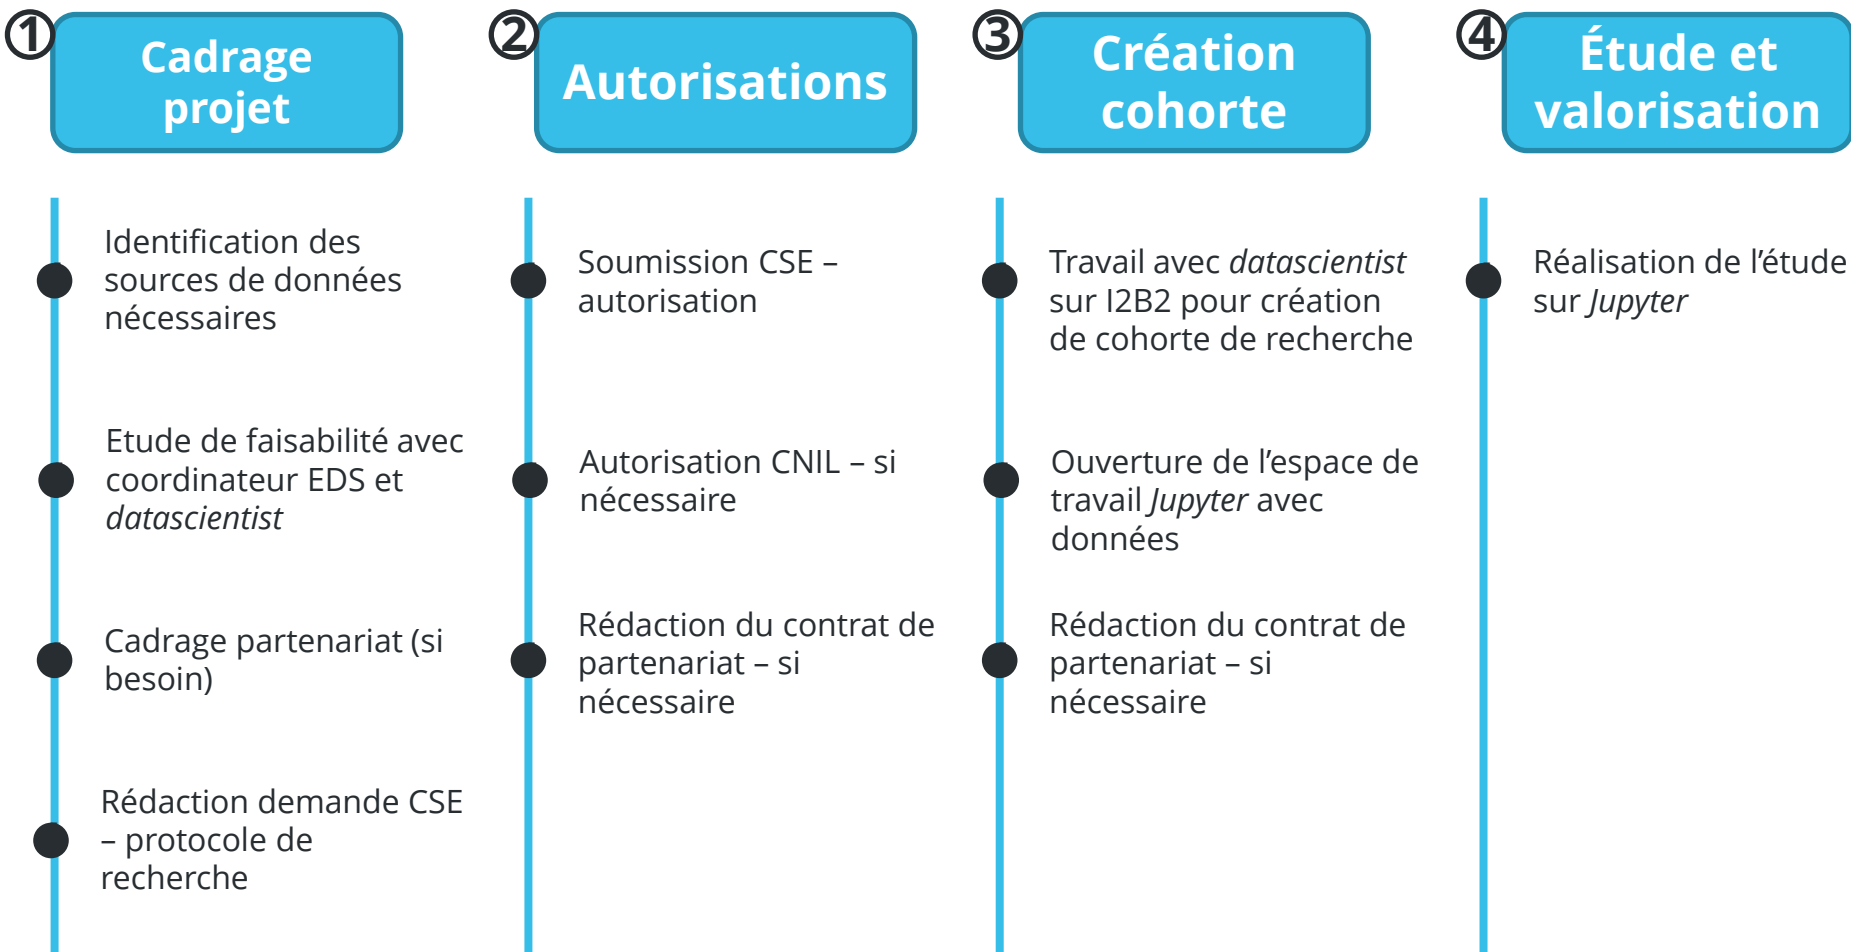 1
Cadrage
projet
Identification des
sources de données
nécessaires
Etude de faisabilité avec
coordinateur EDS et
datascientist
Cadrage partenariat (si
besoin)
Rédaction demande CSE
– protocole de
recherche
2
Autorisations
Soumission CSE –
autorisation
Autorisation CNIL – si
nécessaire
Rédaction du contrat de
partenariat – si
nécessaire
3
Création
cohorte
Travail avec datascientist
sur I2B2 pour création
de cohorte de recherche
Ouverture de l’espace de
travail Jupyter avec
données
Rédaction du contrat de
partenariat – si
nécessaire
4
Étude et
valorisation
Réalisation de l’étude
sur Jupyter